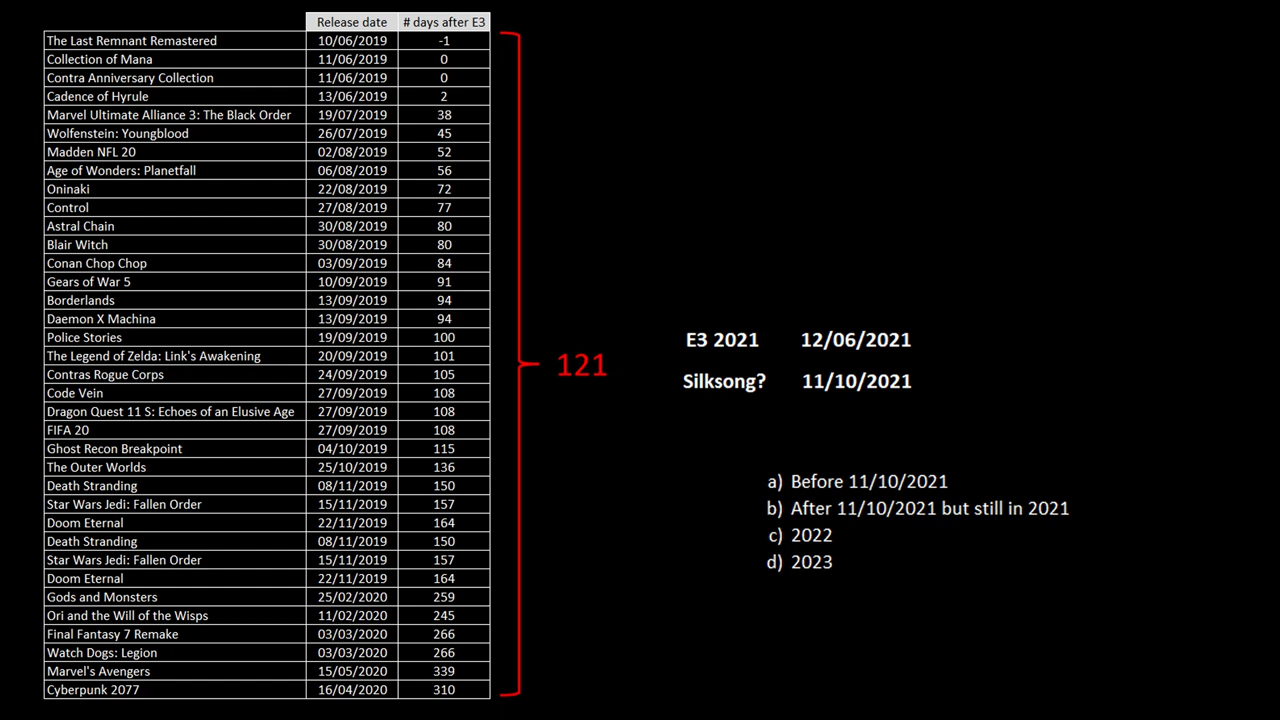 Release date # days after E3
The Last Remnant Remastered 10/06/2019 -1
Collection of Mana 11/06/2019 0
Contra Anniversary Collection 11/06/2019 0
Cadence of Hyrule 13/06/2019 2
Marvel Ultimate Alliance 3: The Black Order 19/07/2019 38
Wolfenstein: Youngblood 26/07/2019 45
Madden NFL 20 02/08/2019 52
Age of Wonders: Planetfall 06/08/2019 56
Oninaki 22/08/2019 72
Control 27/08/2019 77
Astral Chain 30/08/2019 80
Blair Witch 30/08/2019 80
Conan Chop Chop 03/09/2019 84
Gears of War 5 10/09/2019 91
Borderlands 13/09/2019 94
Daemon X Machina 13/09/2019 94
Police Stories 19/09/2019 100
The Legend of Zelda: Link's Awakening 20/09/2019 101
Contras Rogue Corps 24/09/2019 105
Code Vein 27/09/2019 108
Dragon Quest 11 S: Echoes of an Elusive Age 27/09/2019 108
FIFA 20 27/09/2019 108
Ghost Recon Breakpoint 04/10/2019 115
The Outer Worlds 25/10/2019 136
Death Stranding 08/11/2019 150
Star Wars Jedi: Fallen Order 15/11/2019 157
Doom Eternal 22/11/2019 164
Death Stranding 08/11/2019 150
Star Wars Jedi: Fallen Order 15/11/2019 157
Doom Eternal 22/11/2019 164
Gods and Monsters 25/02/2020 259
Ori and the Will of the Wisps 11/02/2020 245
Final Fantasy 7 Remake 03/03/2020 266
Watch Dogs: Legion 03/03/2020 266
Marvel's Avengers 15/05/2020 339
Cyberpunk 2077 16/04/2020 310
121
E3 2021 12/06/2021
Silksong? 11/10/2021
a) Before 11/10/2021
b) After 11/10/2021 but still in 2021
c) 2022
d) 2023